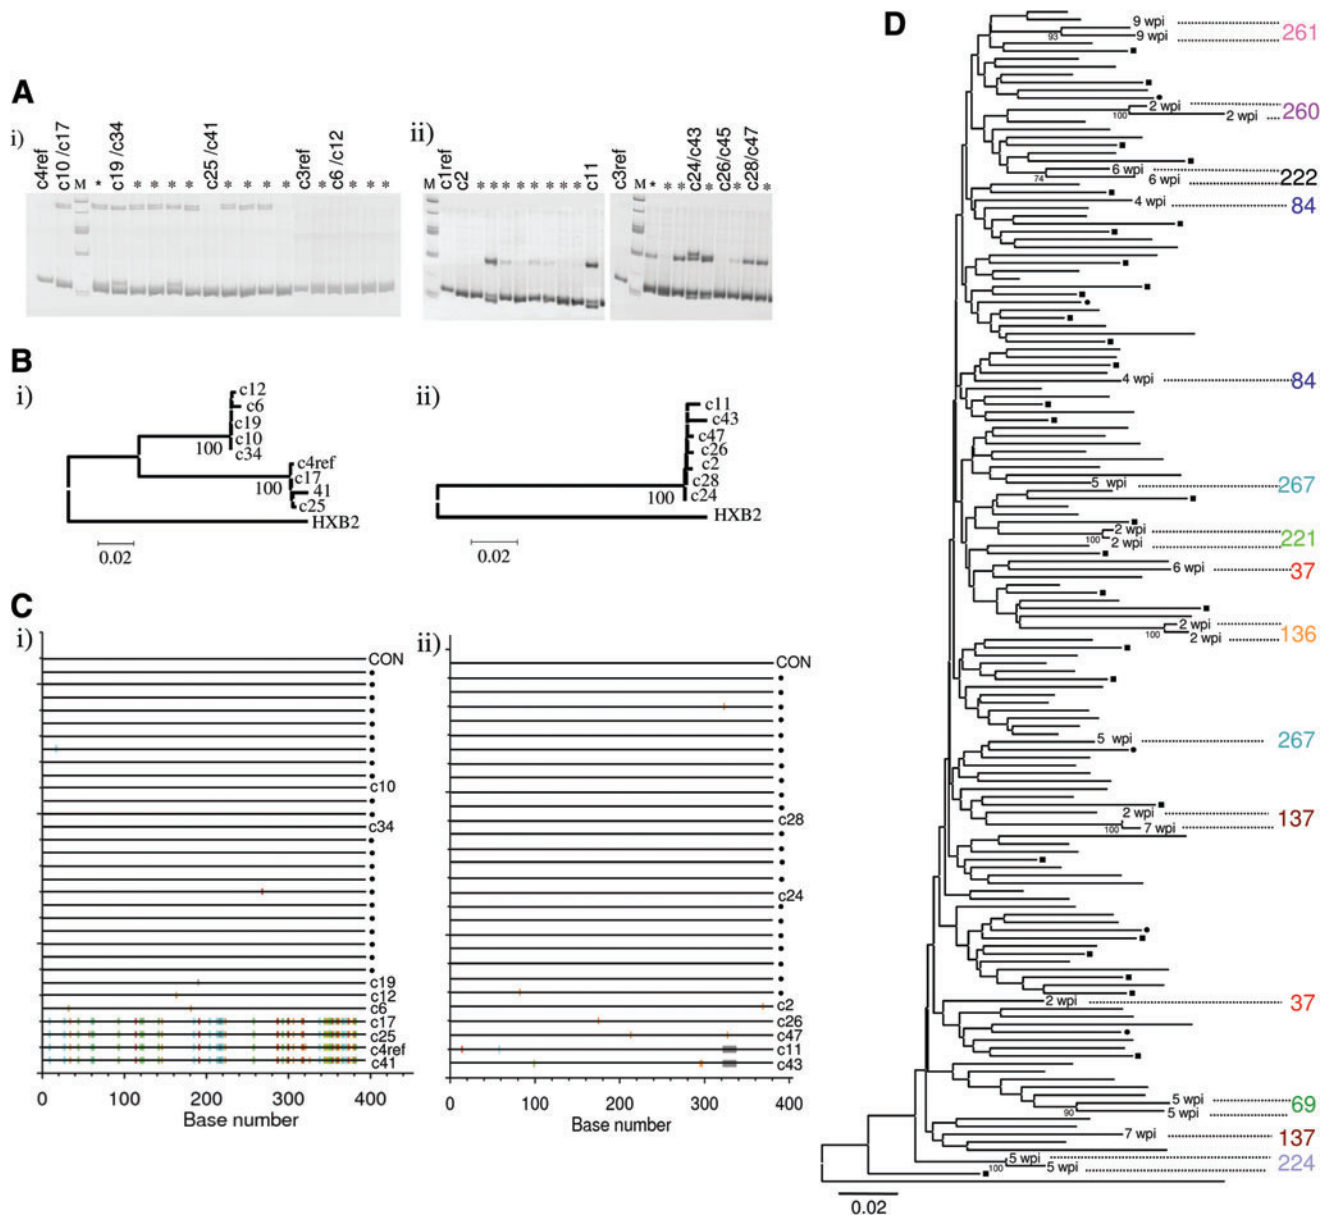 A
i)
c4ref
c10 /c17
M
*
c19 /c34
* * * *
c25 /c41
* * * *
c3ref
*
c6 /c12
* * *
ii)
M
c1ref
c2
* * * * * * * *
c11
c3ref
M
* * *
c24/c43
*
c26/c45
*
c28/c47
*
B
i)
c12
c6
c19
c10
c34
100
c4ref
c17
41
c25
100
HXB2
0.02
ii)
c11
c43
c47
c26
c2
c28
c24
100
HXB2
0.02
C
i)
CON
c10
c34
c19
c12
c6
c17
c25
c4ref
c41
0 100 200 300 400
Base number
ii)
CON
c28
c24
c2
c26
c47
c11
c43
0 100 200 300 400
Base number
D
9 wpi
93 9 wpi
261
2 wpi
100 2 wpi
260
6 wpi
74 6 wpi
222
4 wpi 84
4 wpi 84
5 wpi 267
2 wpi
100 2 wpi
221
6 wpi 37
2 wpi
100 2 wpi
136
5 wpi 267
2 wpi
100 7 wpi
137
2 wpi 37
5 wpi
90 5 wpi
69
7 wpi 137
5 wpi
100 5 wpi
224
0.02